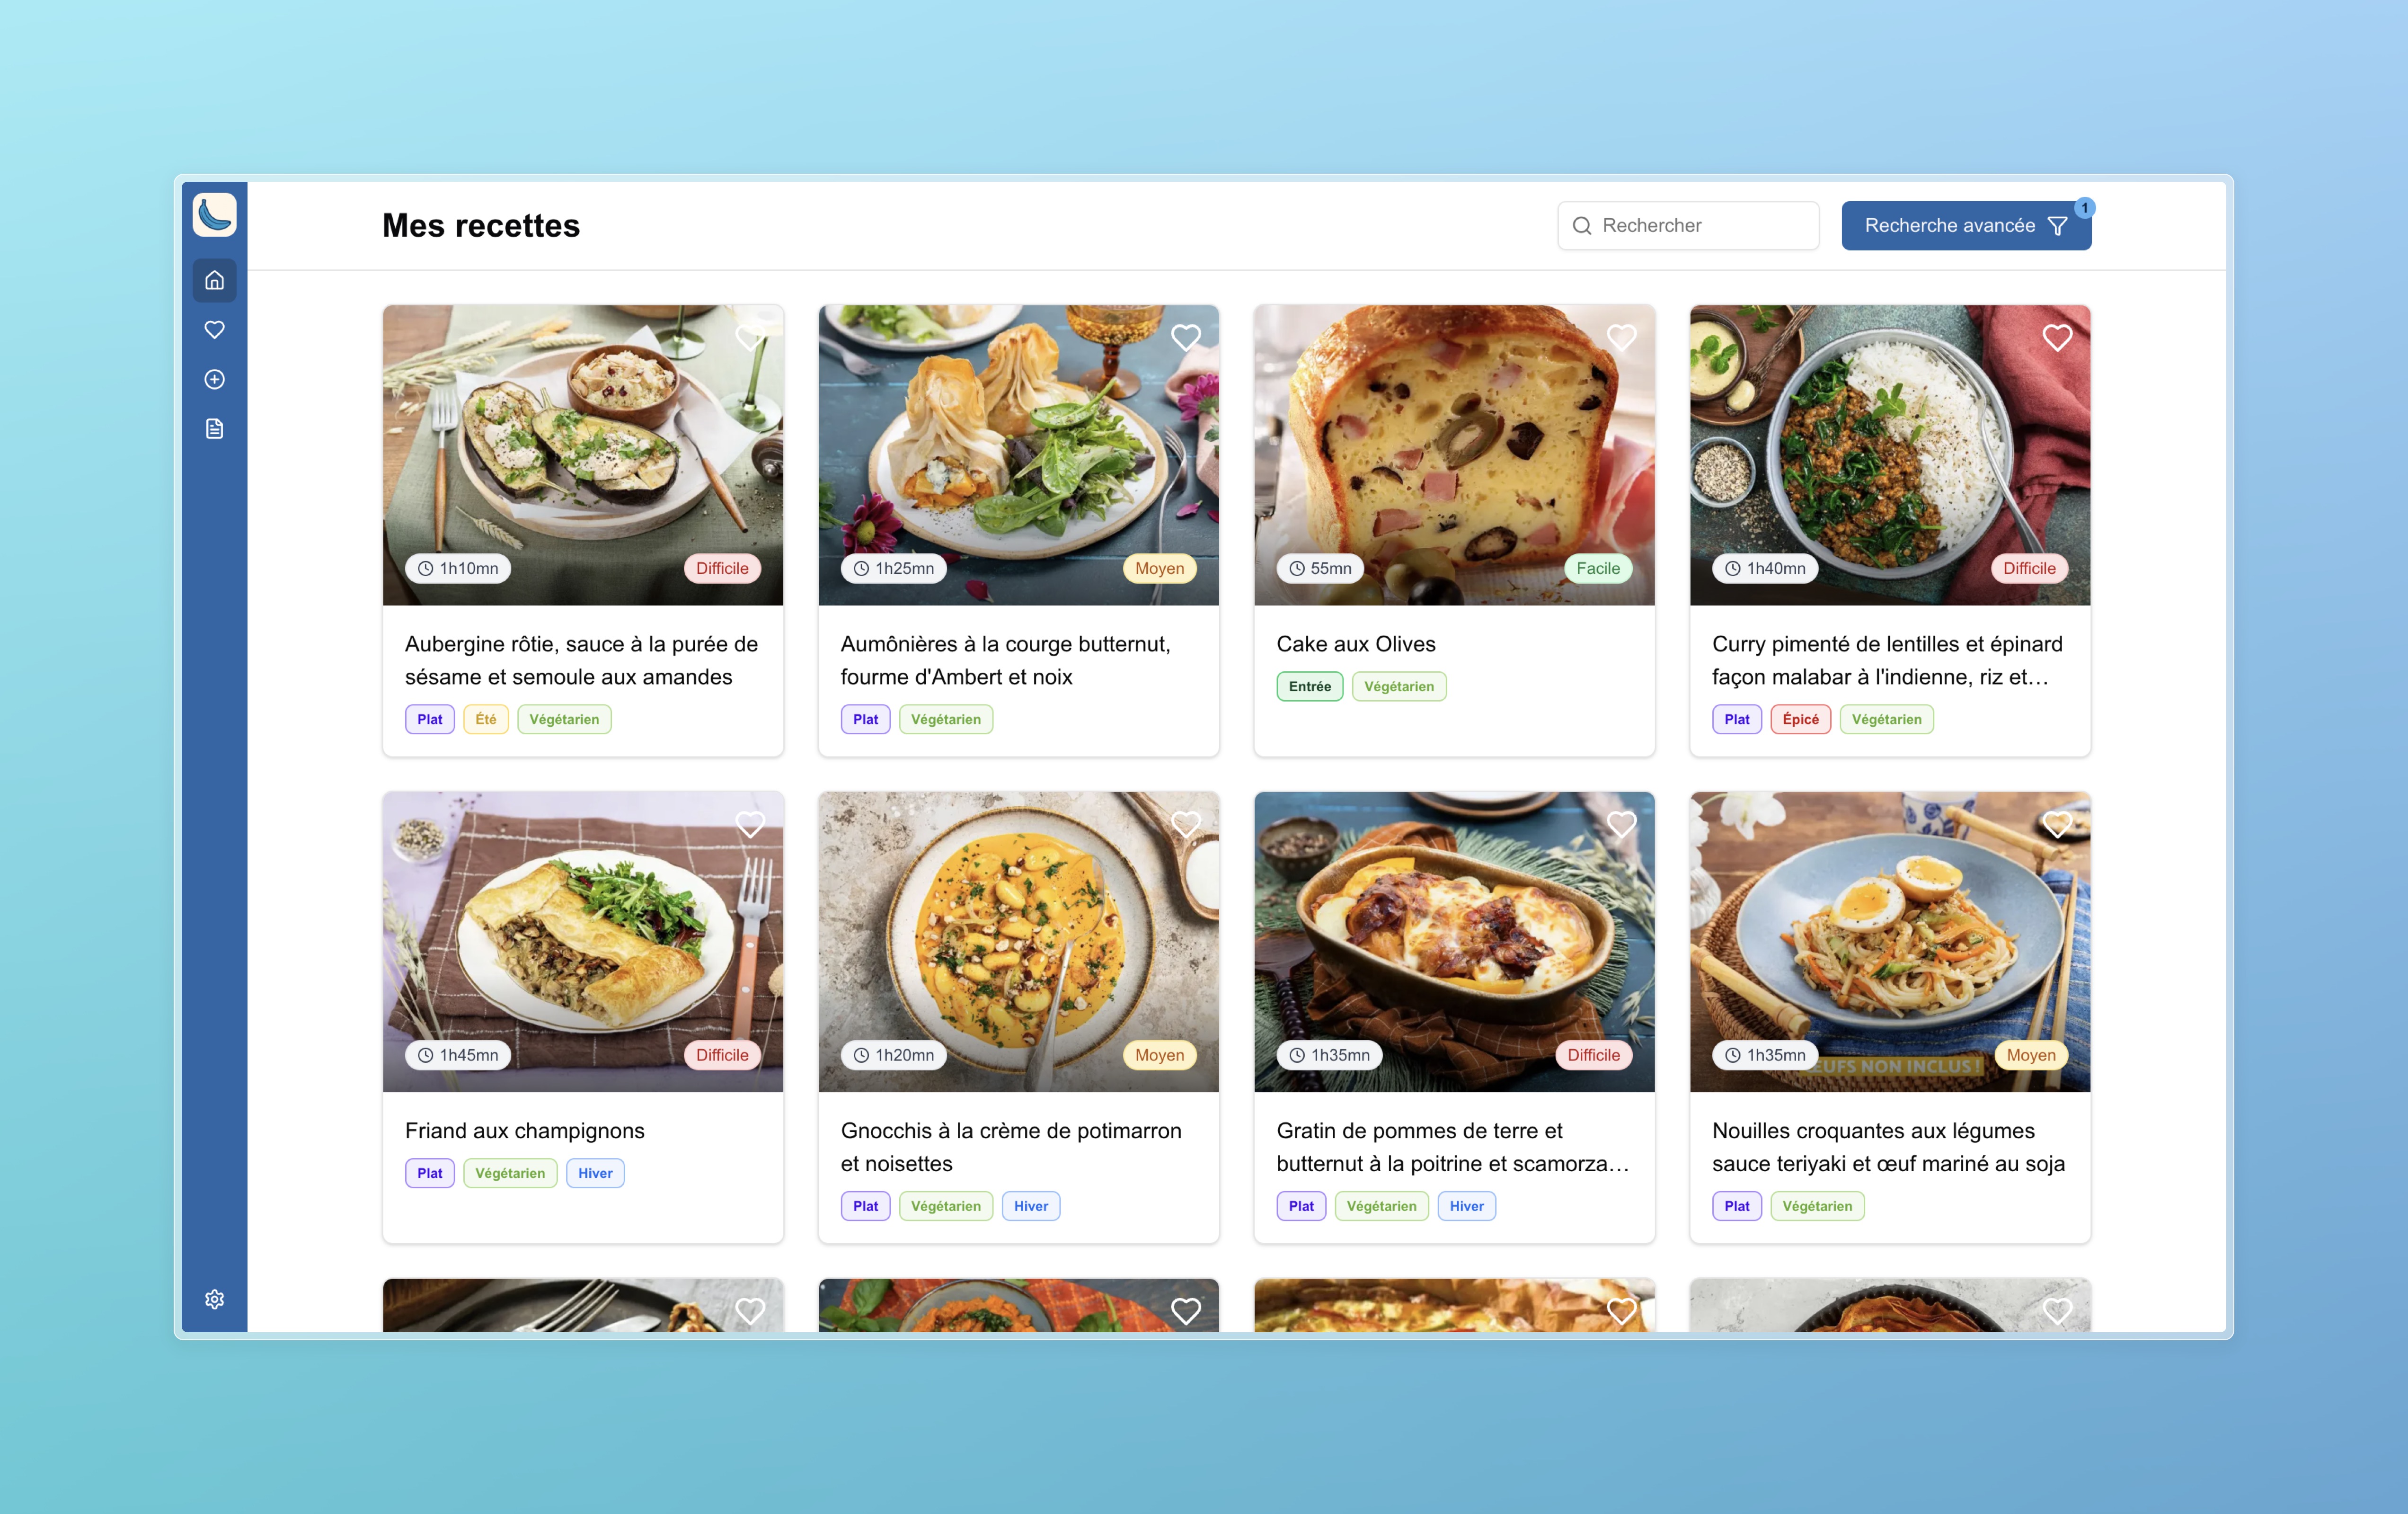 Mes recettes
Rechercher
Recherche avancée
1
1h10mn
Difficile
Aubergine rôtie, sauce à la purée de
sésame et semoule aux amandes
Plat
Été
Végétarien
1h25mn
Moyen
Aumônières à la courge butternut,
fourme d'Ambert et noix
Plat
Végétarien
55mn
Facile
Cake aux Olives
Entrée
Végétarien
1h40mn
Difficile
Curry pimenté de lentilles et épinard
façon malabar à l'indienne, riz et…
Plat
Épicé
Végétarien
1h45mn
Difficile
Friand aux champignons
Plat
Végétarien
Hiver
1h20mn
Moyen
Gnocchis à la crème de potimarron
et noisettes
Plat
Végétarien
Hiver
1h35mn
Difficile
Gratin de pommes de terre et
butternut à la poitrine et scamorza…
Plat
Végétarien
Hiver
ŒUFS NON INCLUS !
1h35mn
Moyen
Nouilles croquantes aux légumes
sauce teriyaki et œuf mariné au soja
Plat
Végétarien